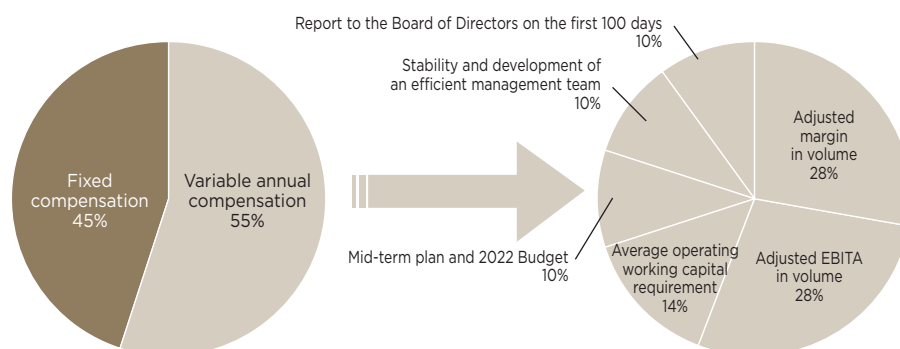 Fixed
compensation
45%
Variable annual
compensation
55%
Report to the Board of Directors on the first 100 days
10%
Stability and development of
an efficient management team
10%
Mid-term plan and 2022 Budget
10%
Average operating
working capital
requirement
14%
Adjusted
margin
in volume
28%
Adjusted EBITA
in volume
28%